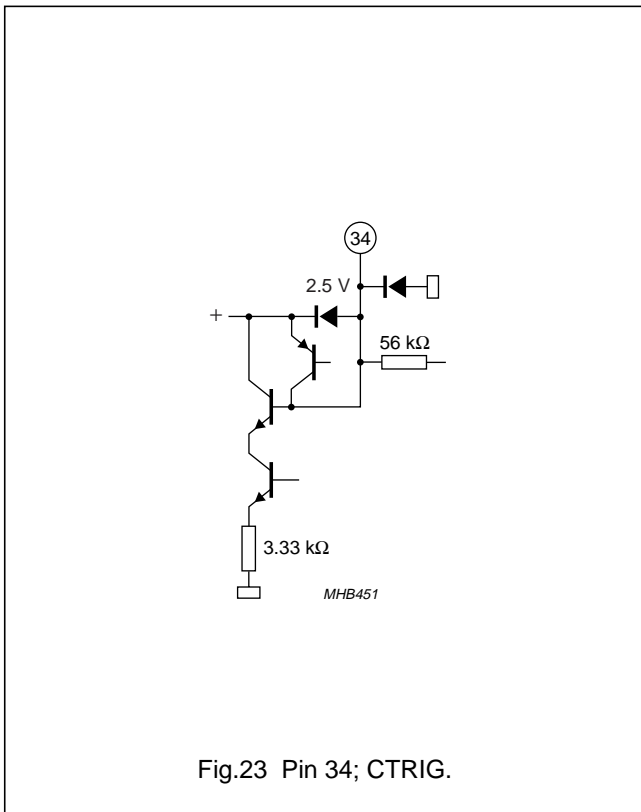 34
2.5 V
+
56 kΩ
3.33 kΩ
MHB451
Fig.23 Pin 34; CTRIG.